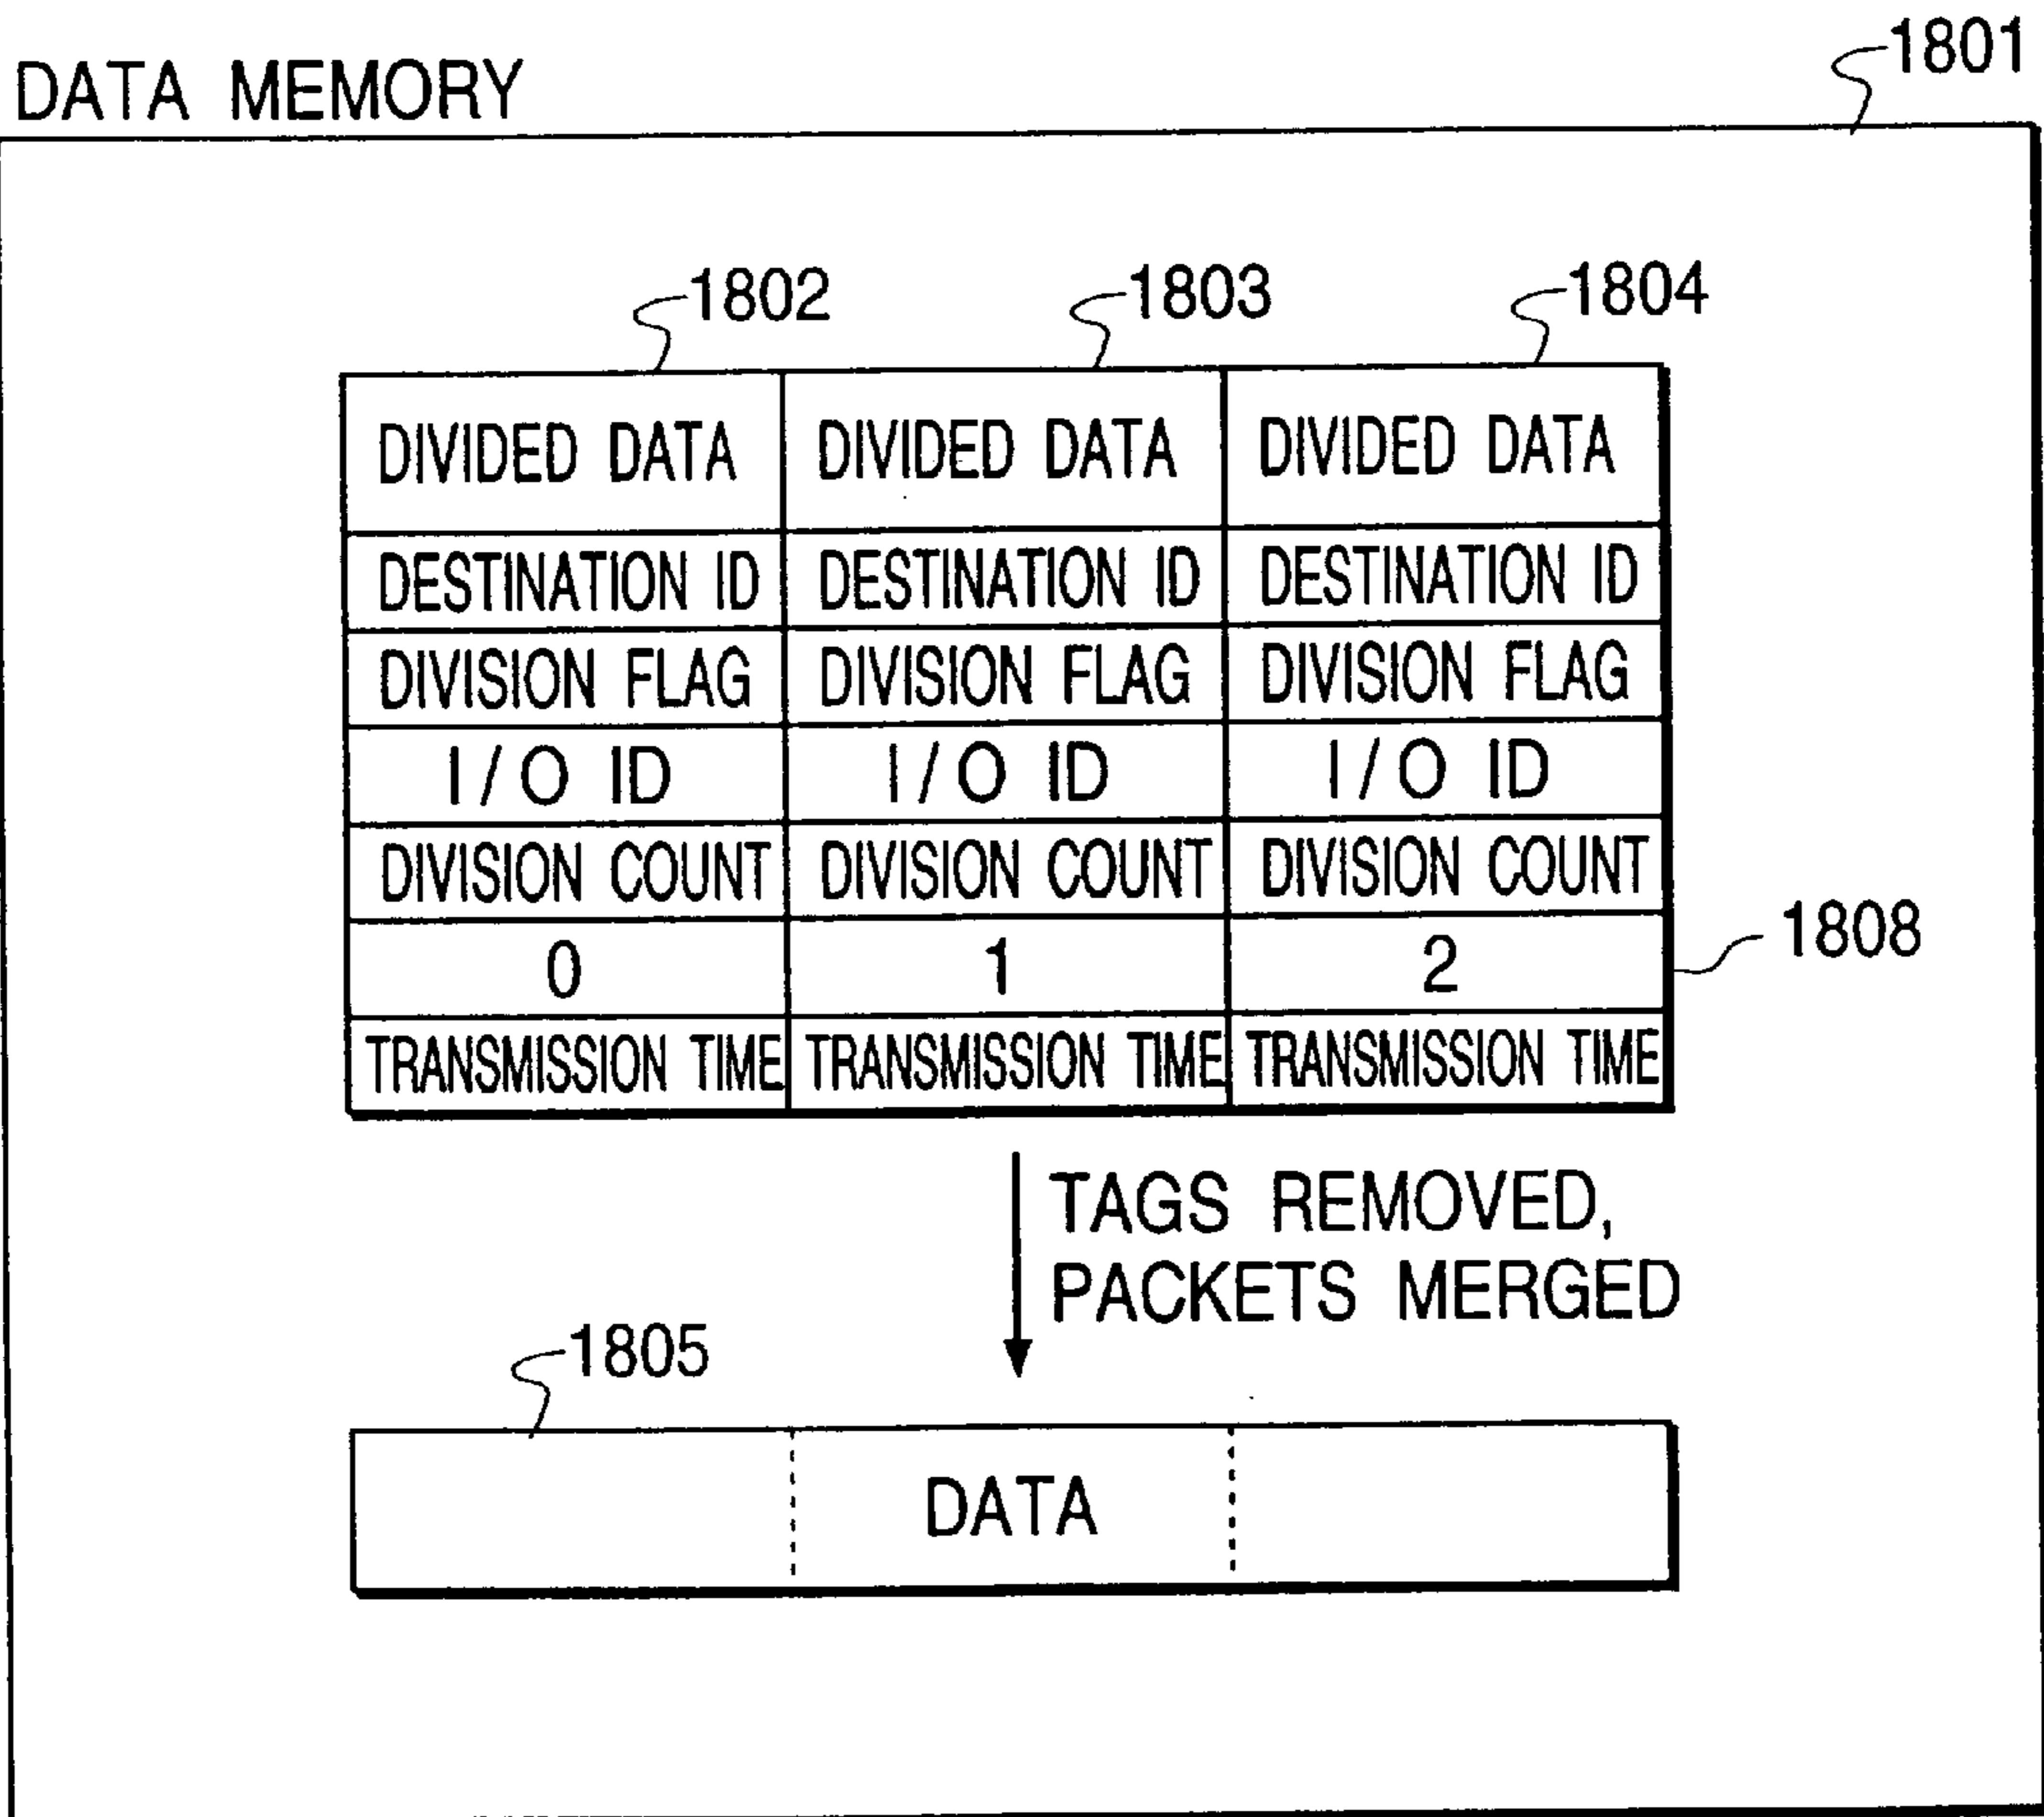 1801
DATA MEMORY
1802 1803 1804
DIVIDED DATA DIVIDED DATA DIVIDED DATA
DESTINATION ID DESTINATION ID DESTINATION ID
DIVISION FLAG DIVISION FLAG DIVISION FLAG
I/O ID I/O ID I/O ID
DIVISION COUNT DIVISION COUNT DIVISION COUNT
0 1 2 1808
TRANSMISSION TIME TRANSMISSION TIME TRANSMISSION TIME
TAGS REMOVED,
PACKETS MERGED
1805
DATA